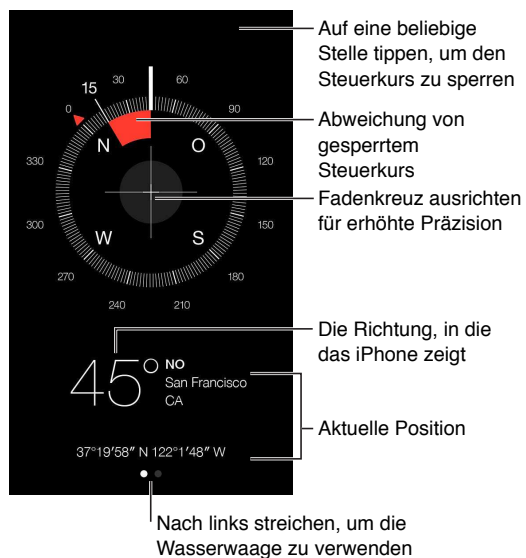 Auf eine beliebige
Stelle tippen, um den
Steuerkurs zu sperren
Abweichung von
gesperrtem
Steuerkurs
Fadenkreuz ausrichten
für erhöhte Präzision
15
0
30
60
90
120
150
180
210
240
270
300
330
N
O
S
W
Die Richtung, in die
das iPhone zeigt
45°
NO
San Francisco
CA
Aktuelle Position
37°19′58″ N 122°1′48″ W
Nach links streichen, um die
Wasserwaage zu verwenden